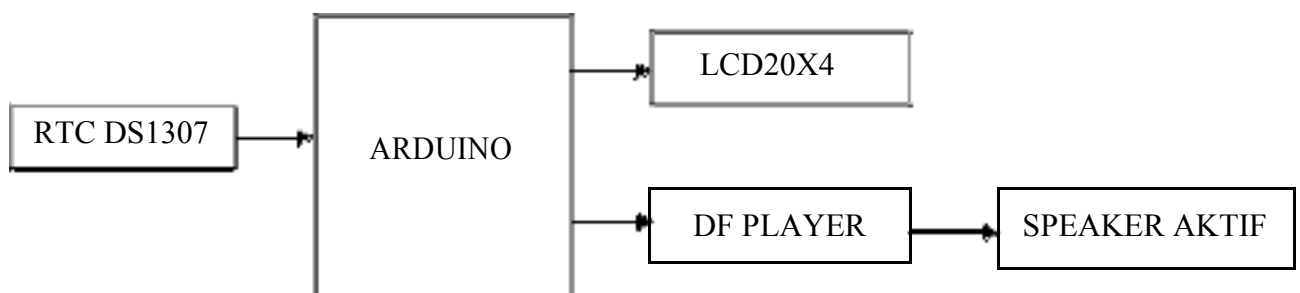 LCD20X4
RTC DS1307
ARDUINO
DF PLAYER
SPEAKER AKTIF